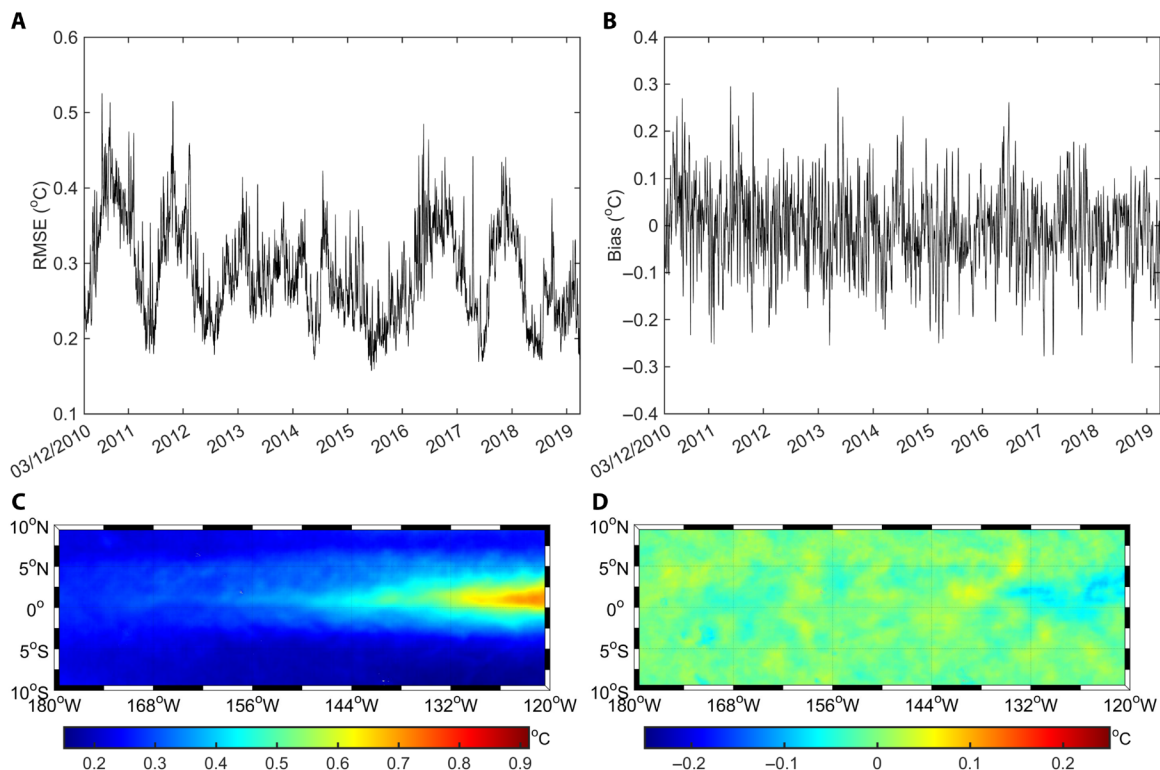 A
B
0.6
0.5
0.4
0.3
0.2
0.1
RMSE (°C)
03/12/2010
2011
2012
2013
2014
2015
2016
2017
2018
2019
0.4
0.3
0.2
0.1
0
–0.1
–0.2
–0.3
–0.4
Bias (°C)
03/12/2010
2011
2012
2013
2014
2015
2016
2017
2018
2019
C
10°N
5°N
0°
5°S
10°S
180°W 168°W 156°W 144°W 132°W 120°W
0.2 0.3 0.4 0.5 0.6 0.7 0.8 0.9
°C
D
10°N
5°N
0°
5°S
10°S
180°W 168°W 156°W 144°W 132°W 120°W
–0.2 –0.1 0 0.1 0.2
°C